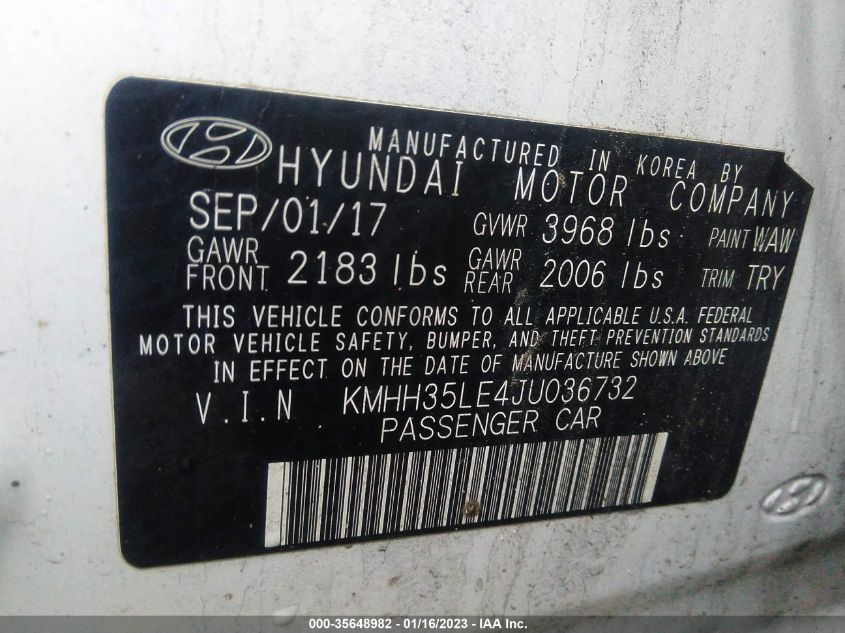 MANUFACTURED IN KOREA BY
HYUNDAI MOTOR COMPANY
SEP/01/17 GVWR 3968 lbs PAINT WAW
GAWR FRONT 2183 lbs GAWR REAR 2006 lbs TRIM TRY
THIS VEHICLE CONFORMS TO ALL APPLICABLE U.S.A. FEDERAL
MOTOR VEHICLE SAFETY, BUMPER, AND THEFT PREVENTION STANDARDS
IN EFFECT ON THE DATE OF MANUFACTURE SHOWN ABOVE
V.I.N KMHH35LE4JU036732
PASSENGER CAR
000-35648982 - 01/16/2023 - IAA Inc.